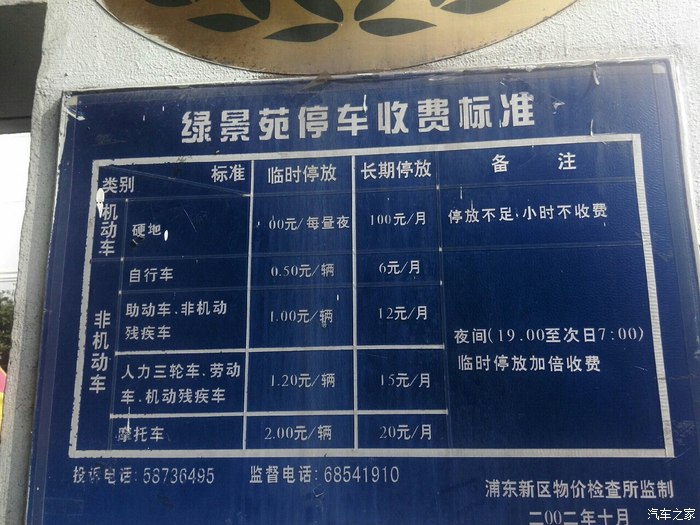 绿景苑停车收费标准
类别 标准 临时停放 长期停放 备 注
机动车 硬地 00元/每昼夜 100元/月 停放不足 小时不收费
非机动车
自行车 0.50元/辆 6元/月
助动车、非机动
残疾车 1.00元/辆 12元/月
夜间(19.00至次日7:00)
临时停放加倍收费
人力三轮车、劳动
车、机动残疾车 1.20元/辆 15元/月
摩托车 2.00元/辆 20元/月
投诉电话:58736495 监督电话:68541910
浦东新区物价检查所监制
二00二年十月
汽车之家